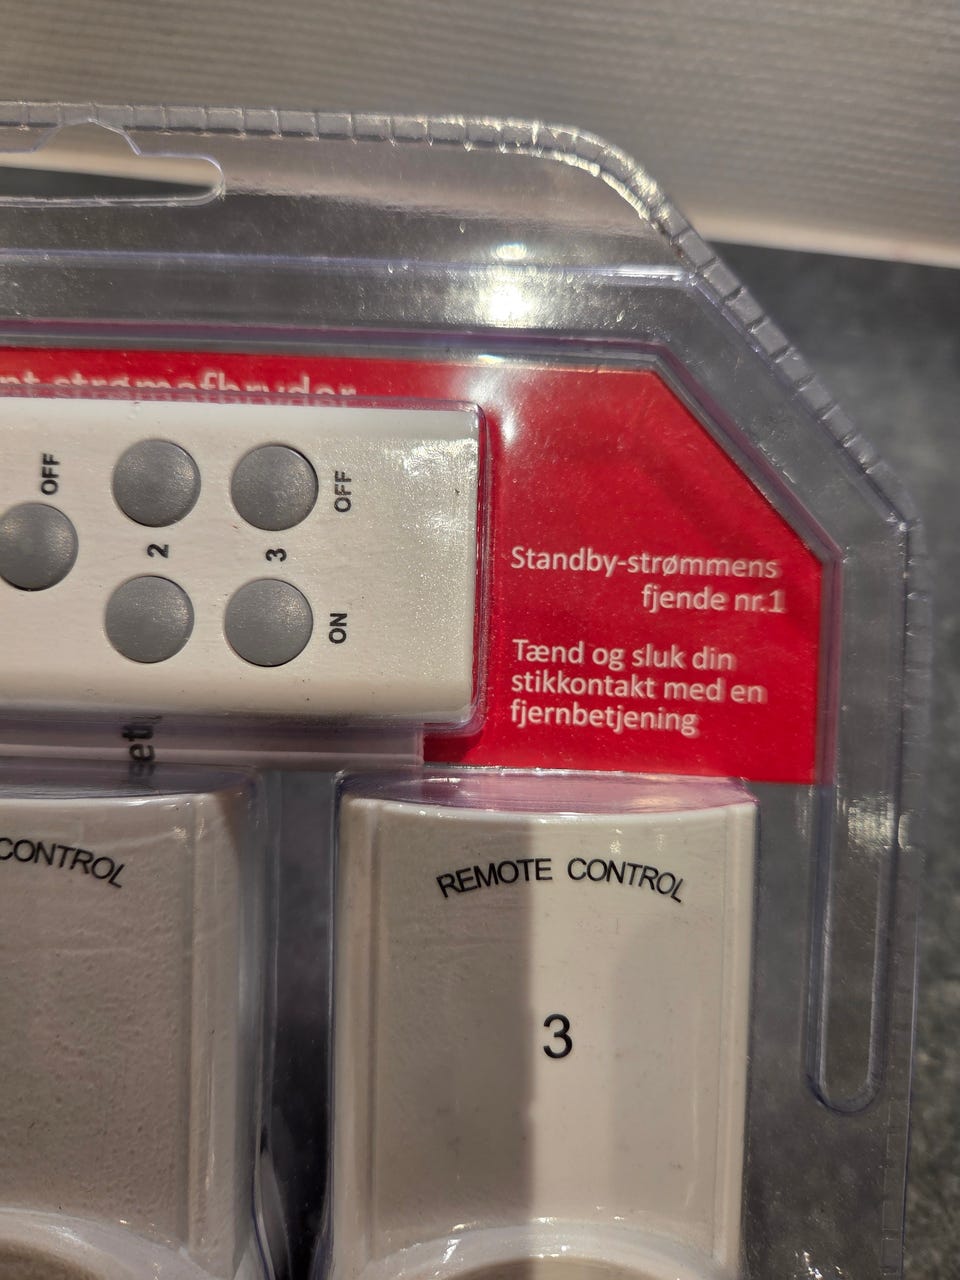 strømafbryder
OFF
2
3
OFF
ON
Standby-strømmens
fjende nr.1
Tænd og sluk din
stikkontakt med en
fjernbetjening
CONTROL
REMOTE CONTROL
3